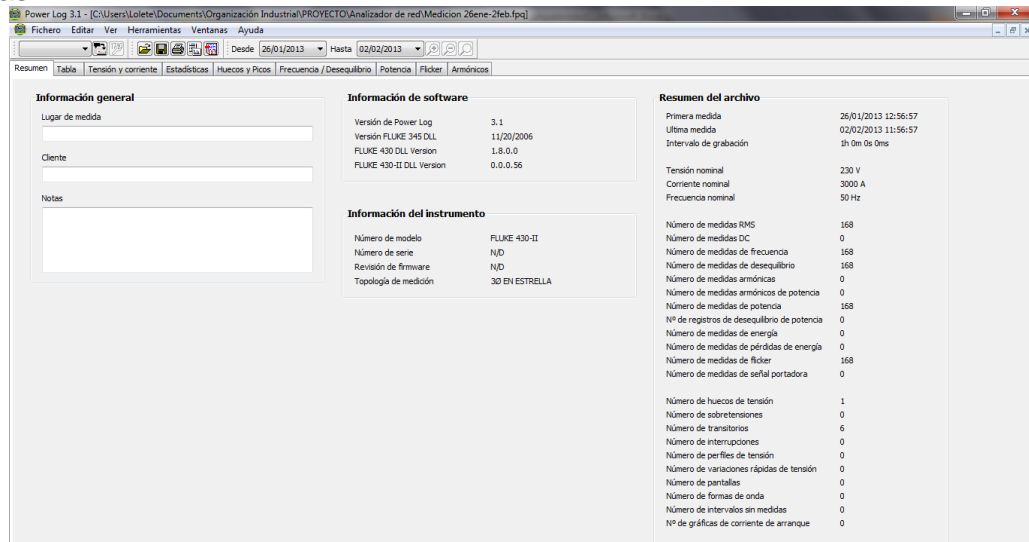 Power Log 3.1 - [C:\Users\Lolete\Documents\Organización Industrial\PROYECTO\Analizador de red\Medicion 26ene-2feb.fpq]
Fichero Editar Ver Herramientas Ventanas Ayuda
Desde 26/01/2013 Hasta 02/02/2013
Resumen Tabla Tensión y corriente Estadísticas Huecos y Picos Frecuencia / Desequilibrio Potencia Flicker Armónicos
Información general
Lugar de medida
Cliente
Notas
Información de software
Versión de Power Log 3.1
Versión FLUKE 345 DLL 11/20/2006
FLUKE 430 DLL Version 1.8.0.0
FLUKE 430-II DLL Version 0.0.0.56
Información del instrumento
Número de modelo FLUKE 430-II
Número de serie N/D
Revisión de firmware N/D
Topología de medición 3Ø EN ESTRELLA
Resumen del archivo
Primera medida 26/01/2013 12:56:57
Ultima medida 02/02/2013 11:56:57
Intervalo de grabación 1h 0m 0s 0ms
Tensión nominal 230 V
Corriente nominal 3000 A
Frecuencia nominal 50 Hz
Número de medidas RMS 168
Número de medidas DC 0
Número de medidas de frecuencia 168
Número de medidas de desequilibrio 168
Número de medidas armónicas 0
Número de medidas armónicos de potencia 0
Número de medidas de potencia 168
Nº de registros de desequilibrio de potencia 0
Número de medidas de energía 0
Número de medidas de pérdidas de energía 0
Número de medidas de flicker 168
Número de medidas de señal portadora 0
Número de huecos de tensión 1
Número de sobretensiones 0
Número de transitorios 6
Número de interrupciones 0
Número de perfiles de tensión 0
Número de variaciones rápidas de tensión 0
Número de pantallas 0
Número de formas de onda 0
Número de intervalos sin medidas 0
Nº de gráficas de corriente de arranque 0